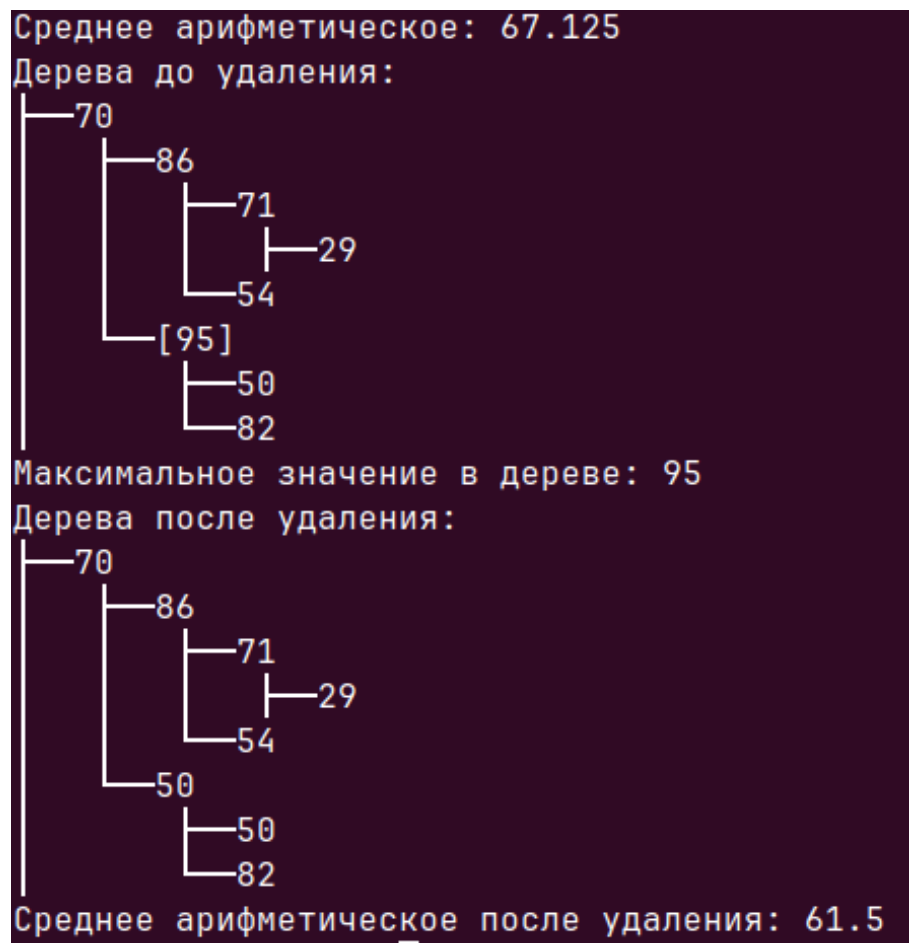 Среднее арифметическое: 67.125
Дерева до удаления:
├──70
│   ├──86
│   │   ├──71
│   │   │   ├──29
│   │   └──54
│   └──[95]
│       ├──50
│       └──82
Максимальное значение в дереве: 95
Дерева после удаления:
├──70
│   ├──86
│   │   ├──71
│   │   │   ├──29
│   │   └──54
│   └──50
│       ├──50
│       └──82
Среднее арифметическое после удаления: 61.5